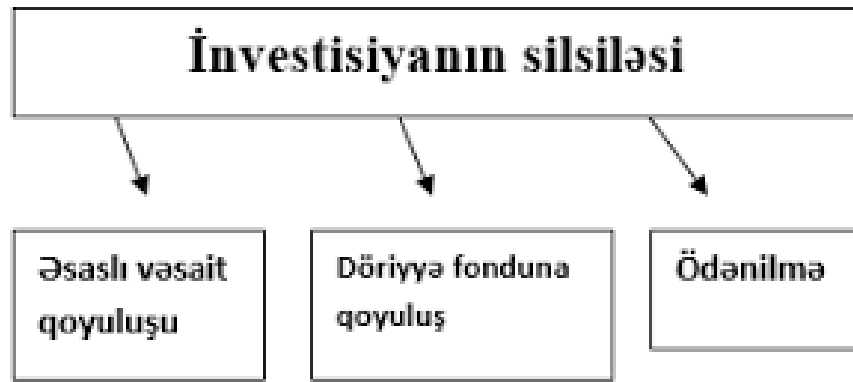 İnvestisiyanın silsiləsi
Əsaslı vəsait
qoyuluşu
Döriyyə fonduna
qoyuluş
Ödənilmə